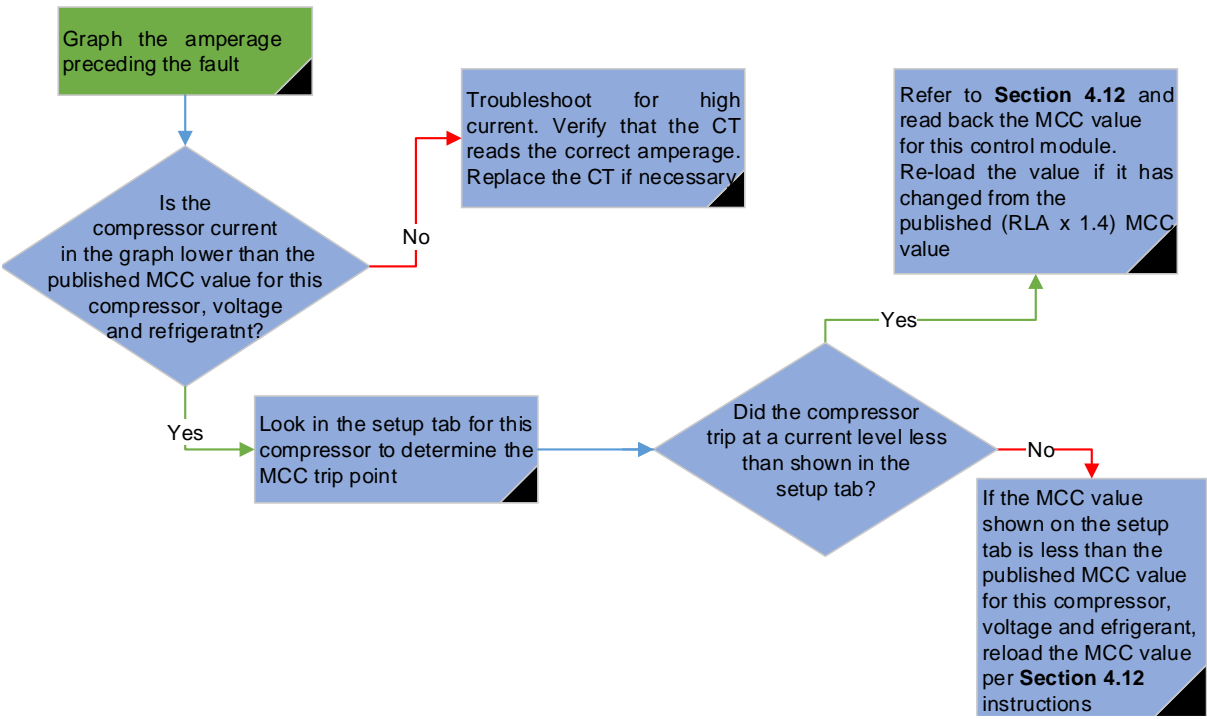 Graph the amperage
preceding the fault
Is the
compressor current
in the graph lower than the
published MCC value for this
compressor, voltage
and refrigeratnt?
No
Troubleshoot for high
current. Verify that the CT
reads the correct amperage.
Replace the CT if necessary.
Yes
Look in the setup tab for this
compressor to determine the
MCC trip point
Did the compressor
trip at a current level less
than shown in the
setup tab?
Yes
Refer to Section 4.12 and
read back the MCC value
for this control module.
Re-load the value if it has
changed from the
published (RLA x 1.4) MCC
value
No
If the MCC value
shown on the setup
tab is less than the
published MCC value
for this compressor,
voltage and efrigerant,
reload the MCC value
per Section 4.12
instructions